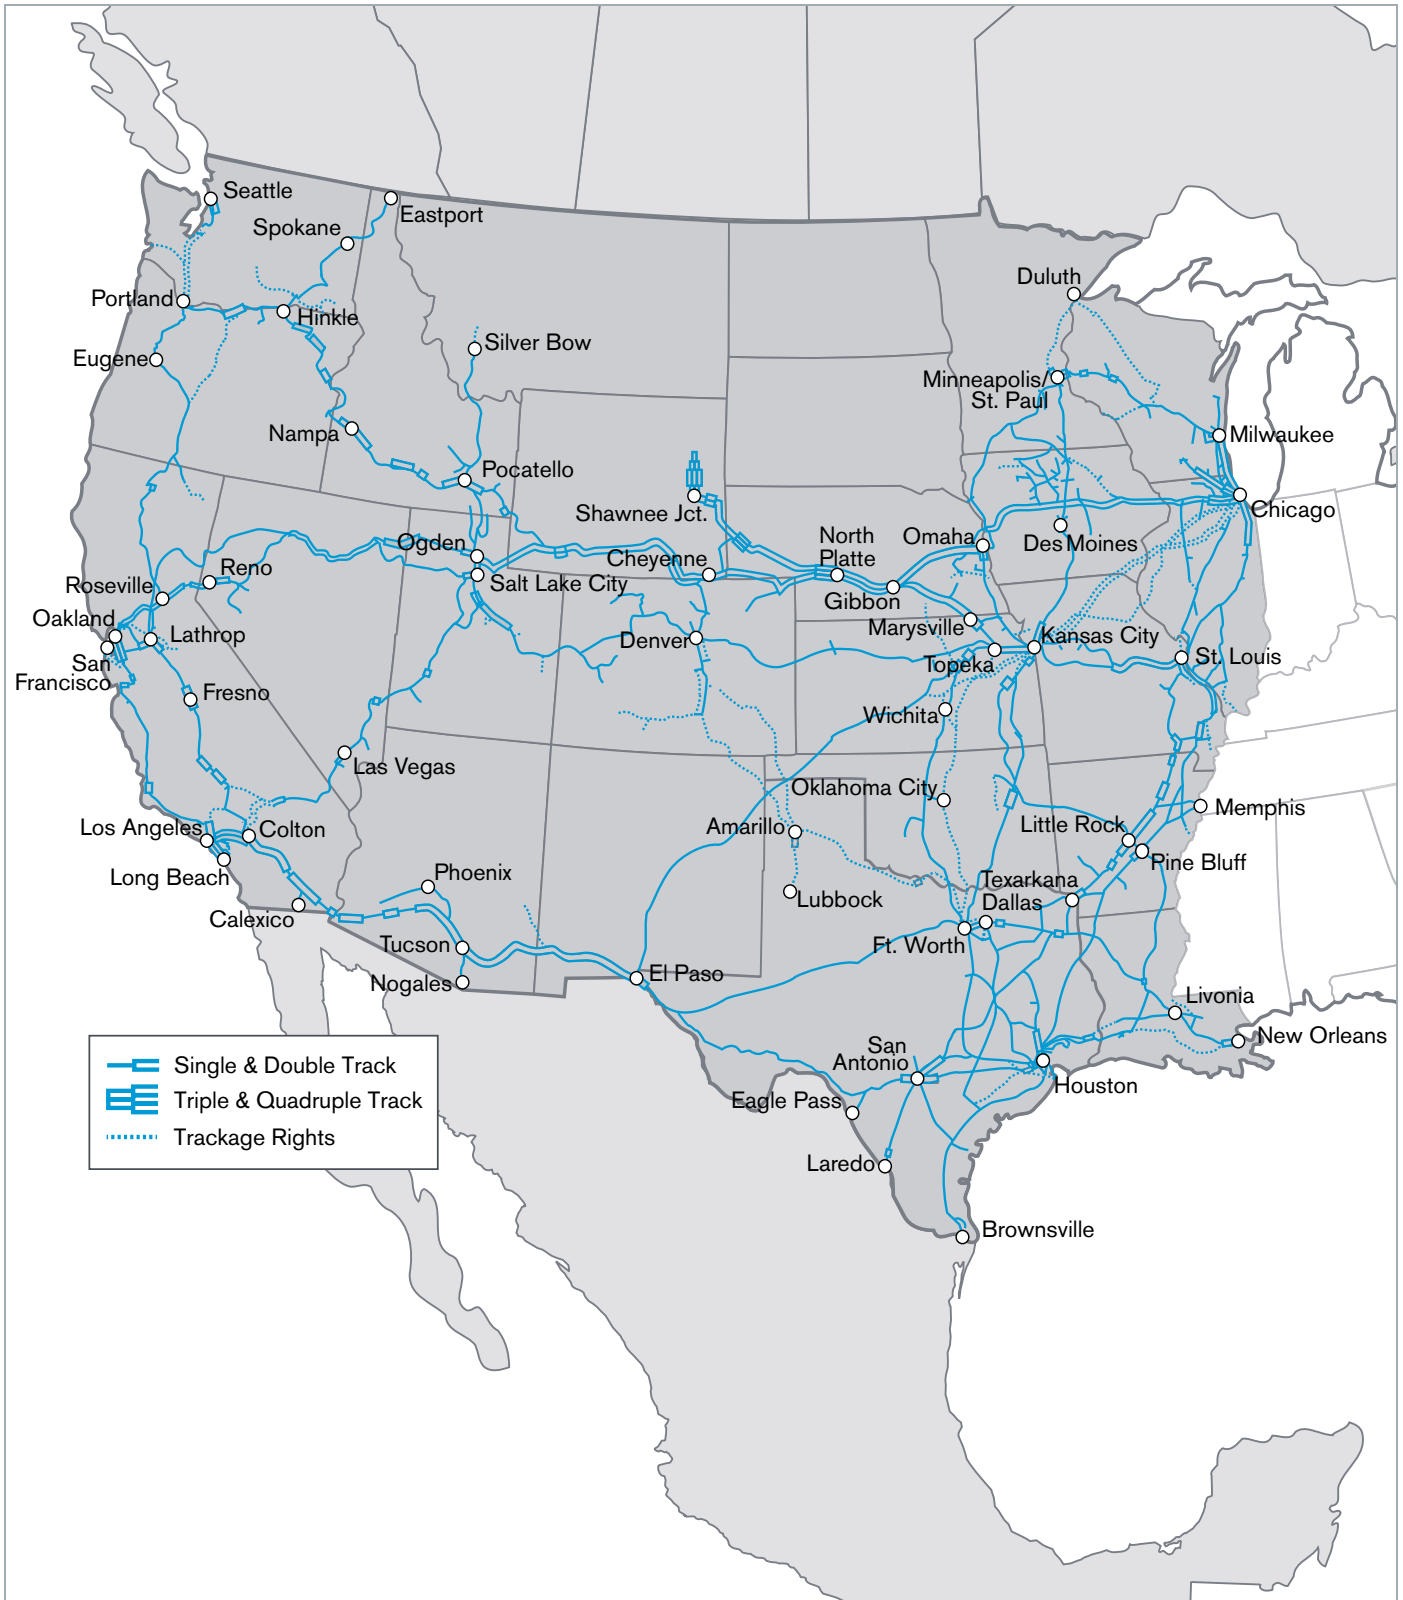 Seattle
Eastport
Spokane
Duluth
Portland
Hinkle
Silver Bow
Eugene
Minneapolis/
St. Paul
Nampa
Milwaukee
Pocatello
Shawnee Jct.
Chicago
Ogden
North
Platte
Omaha
Des Moines
Cheyenne
Reno
Salt Lake City
Roseville
Gibbon
Oakland
Marysville
Lathrop
Denver
Kansas City
San
Francisco
Topeka
St. Louis
Fresno
Wichita
Las Vegas
Oklahoma City
Memphis
Los Angeles
Colton
Amarillo
Little Rock
Pine Bluff
Long Beach
Phoenix
Texarkana
Lubbock
Dallas
Calexico
Tucson
Ft. Worth
El Paso
Nogales
Livonia
New Orleans
San
Antonio
Houston
Eagle Pass
Laredo
Brownsville
Single & Double Track
Triple & Quadruple Track
Trackage Rights